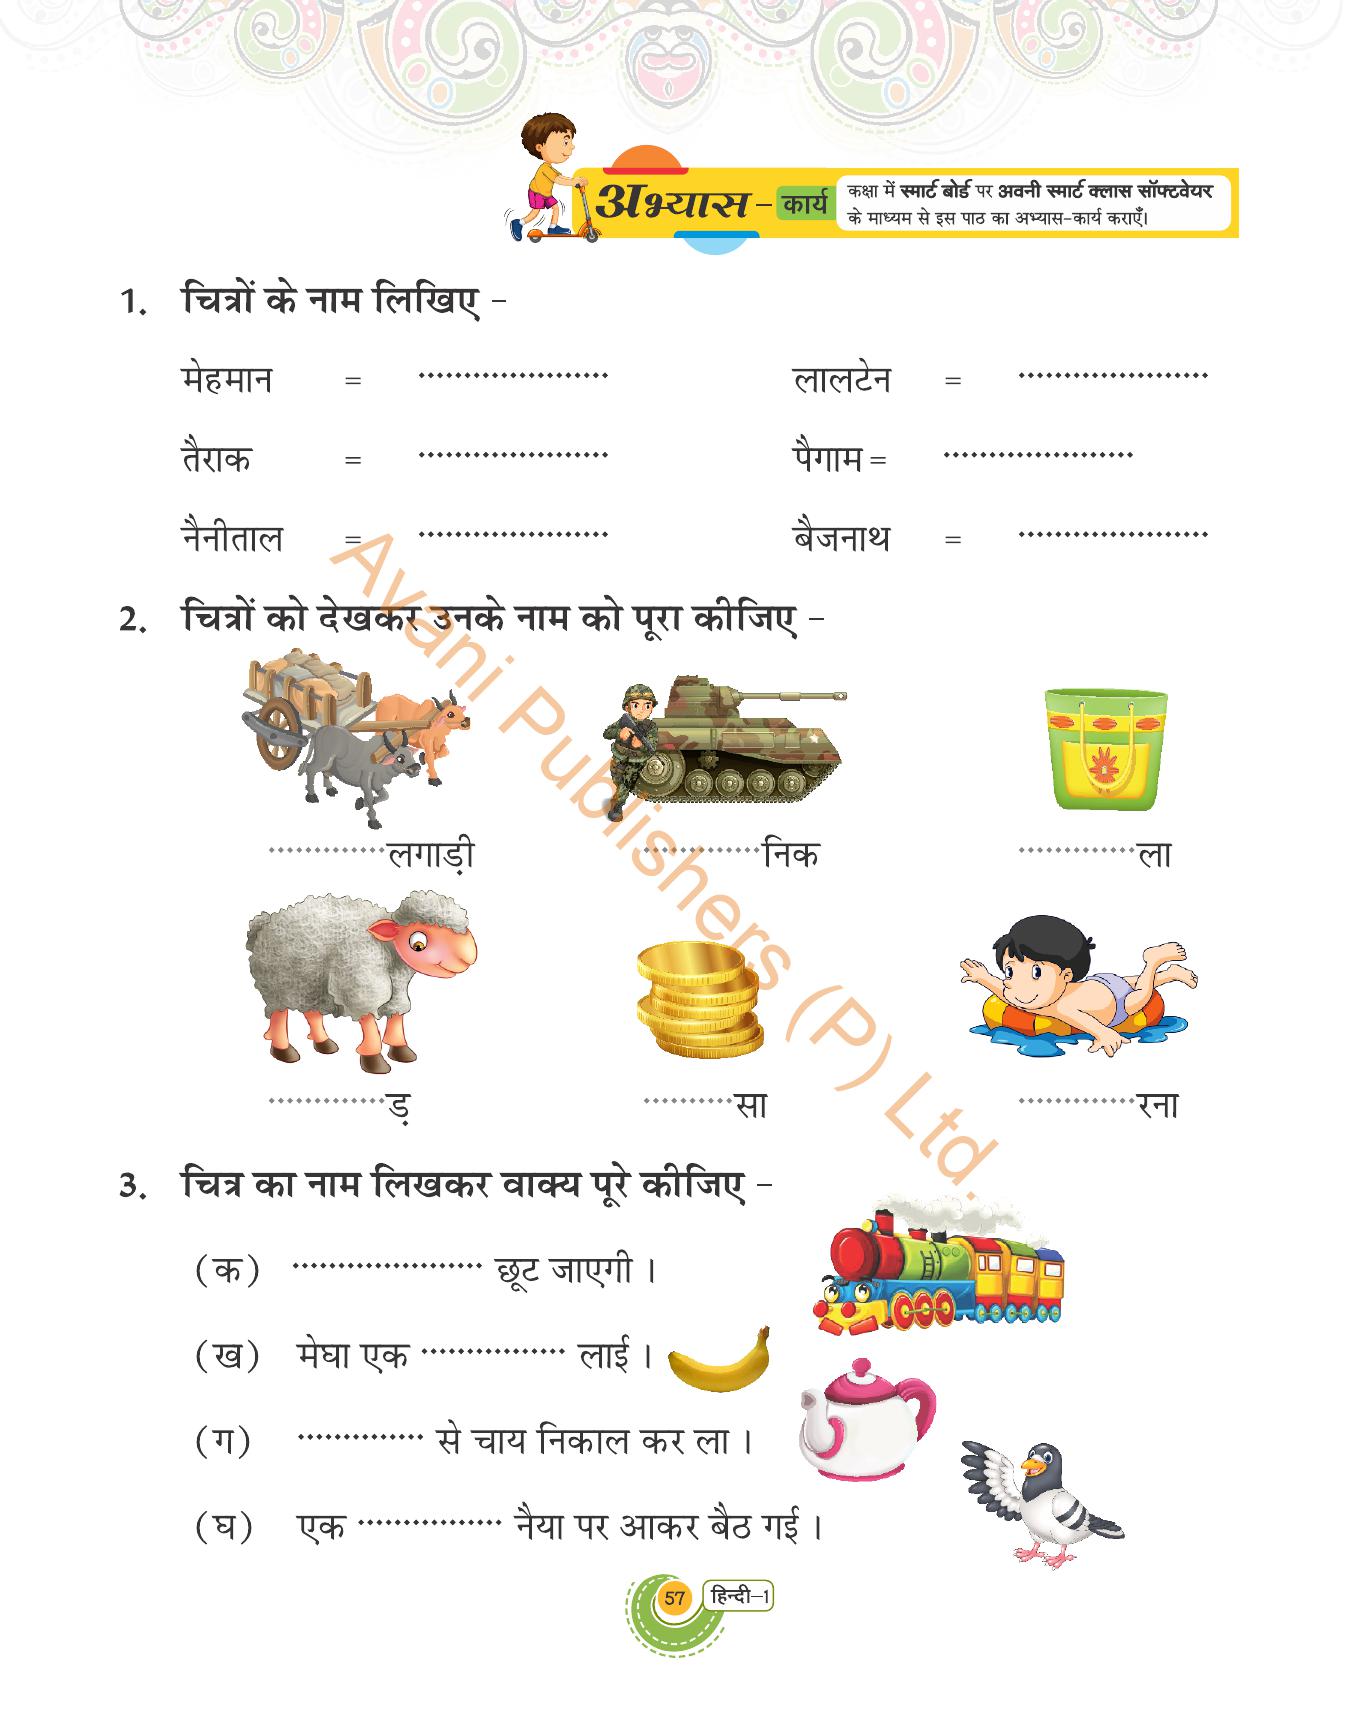 अभ्यास - कार्य
कक्षा में स्मार्ट बोर्ड पर अवनी स्मार्ट क्लास सॉफ्टवेयर
के माध्यम से इस पाठ का अभ्यास-कार्य कराएँ।
1. चित्रों के नाम लिखिए -
मेहमान = ..................... लालटेन = .....................
तैराक = ..................... पैगाम = .....................
नैनीताल = ..................... बैजनाथ = .....................
2. चित्रों को देखकर उनके नाम को पूरा कीजिए -
.............लगाड़ी .............निक .............ला
.............ड़ ..........सा .............रना
3. चित्र का नाम लिखकर वाक्य पूरे कीजिए -
(क) ..................... छूट जाएगी ।
(ख) मेघा एक ................ लाई ।
(ग) .............. से चाय निकाल कर ला ।
(घ) एक ................ नैया पर आकर बैठ गई ।
57 हिन्दी-1
Avani Publishers (P) Ltd.